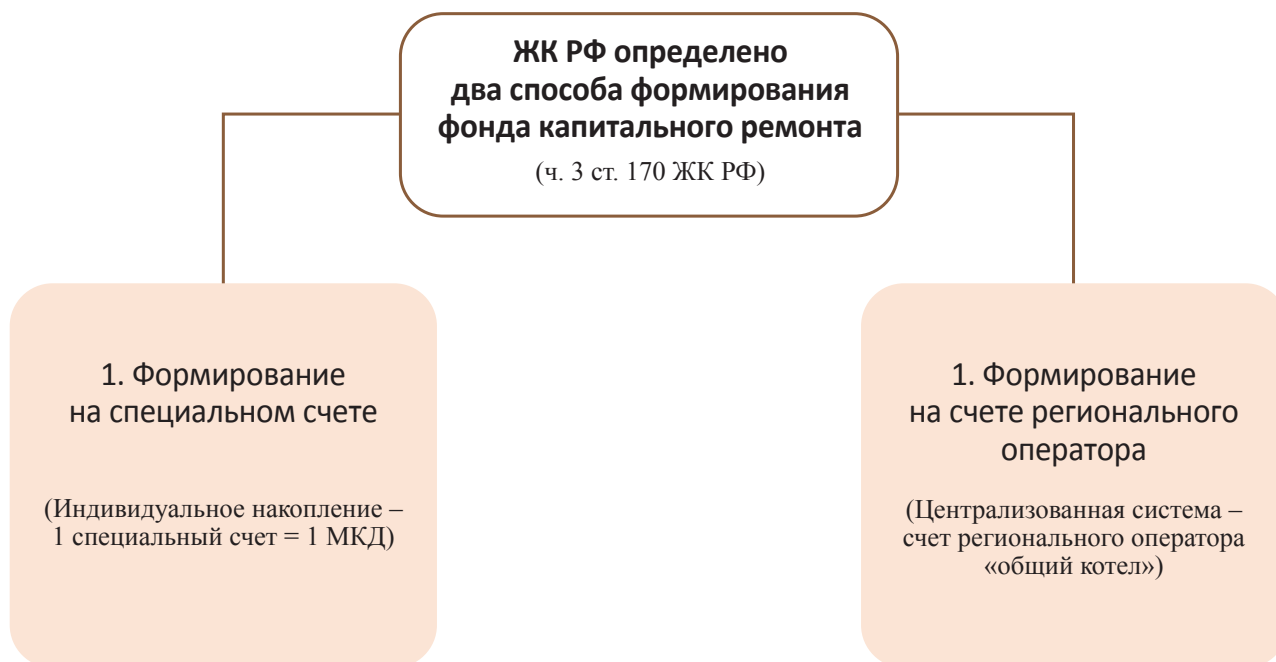 ЖК РФ определено
два способа формирования
фонда капитального ремонта
(ч. 3 ст. 170 ЖК РФ)
1. Формирование
на специальном счете
(Индивидуальное накопление –
1 специальный счет = 1 МКД)
1. Формирование
на счете регионального
оператора
(Централизованная система –
счет регионального оператора
«общий котел»)